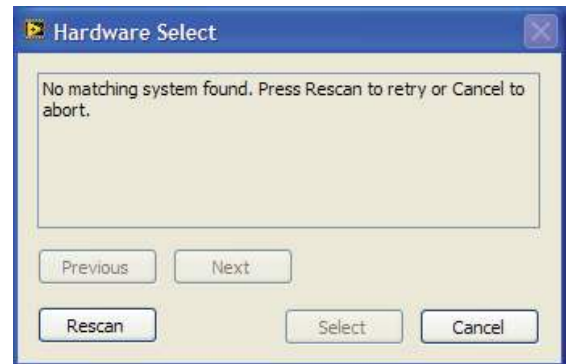 Hardware Select
No matching system found. Press Rescan to retry or Cancel to
abort.
Previous Next
Rescan Select Cancel